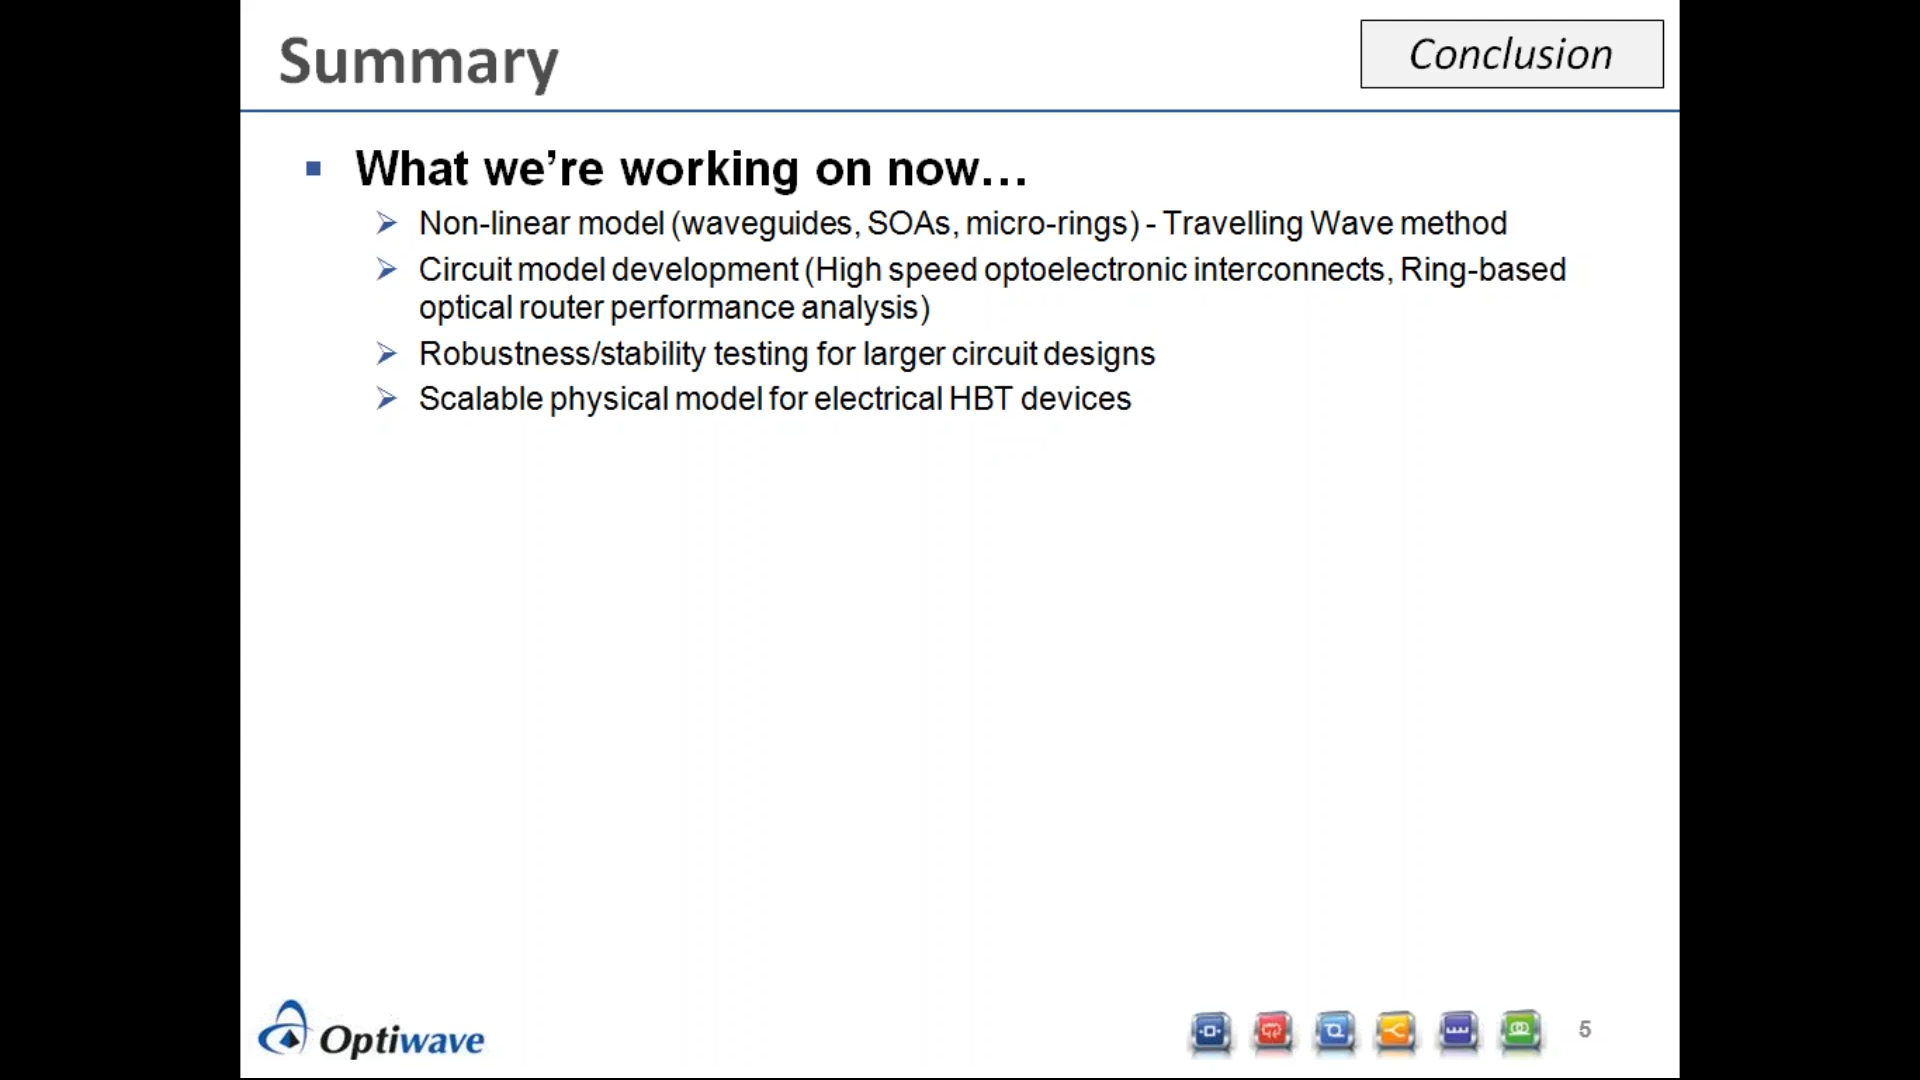 Summary
Conclusion
What we're working on now…
Non-linear model (waveguides, SOAs, micro-rings) - Travelling Wave method
Circuit model development (High speed optoelectronic interconnects, Ring-based
optical router performance analysis)
Robustness/stability testing for larger circuit designs
Scalable physical model for electrical HBT devices
Optiwave
5